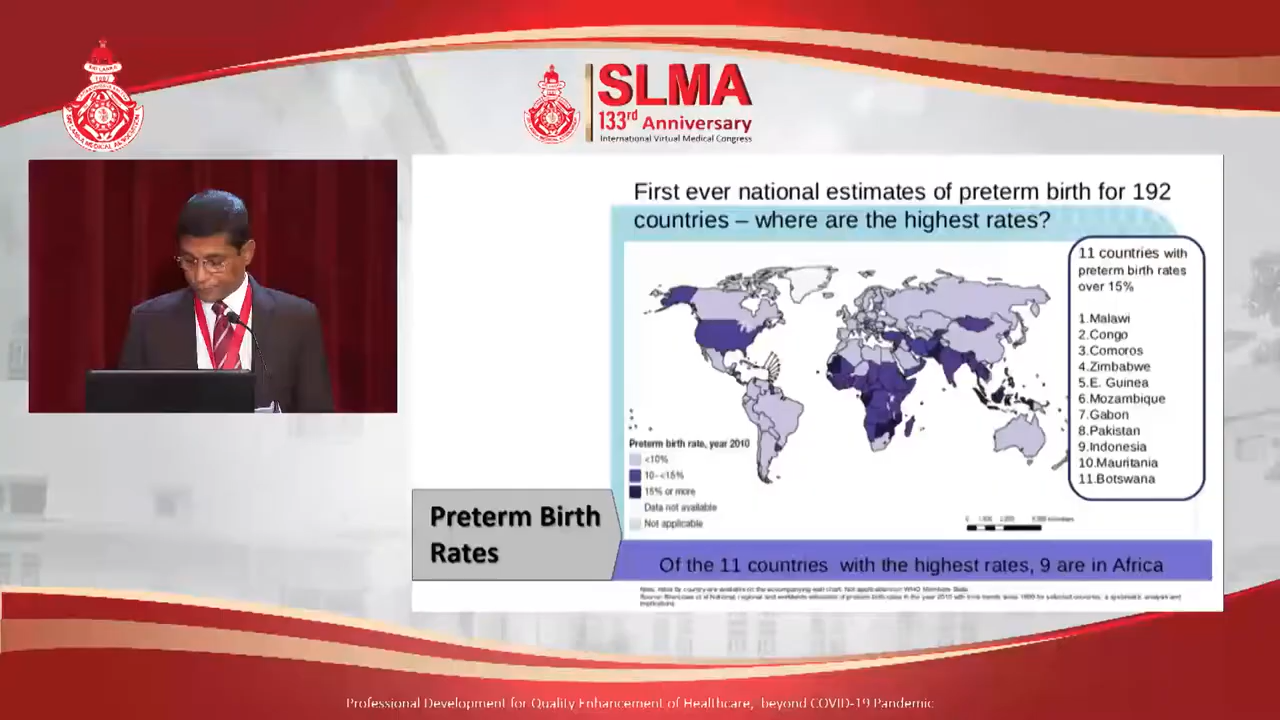 SLMA
133rd Anniversary
International Virtual Medical Congress
First ever national estimates of preterm birth for 192
countries – where are the highest rates?
11 countries with
preterm birth rates
over 15%
1.Malawi
2.Congo
3.Comoros
4.Zimbabwe
5.E. Guinea
6.Mozambique
7.Gabon
8.Pakistan
9.Indonesia
10.Mauritania
11.Botswana
Preterm birth rate, year 2010
<10%
10-<15%
15% or more
Data not available
Not applicable
Preterm Birth
Rates
Of the 11 countries with the highest rates, 9 are in Africa
Professional Development for Quality Enhancement of Healthcare, beyond COVID-19 Pandemic